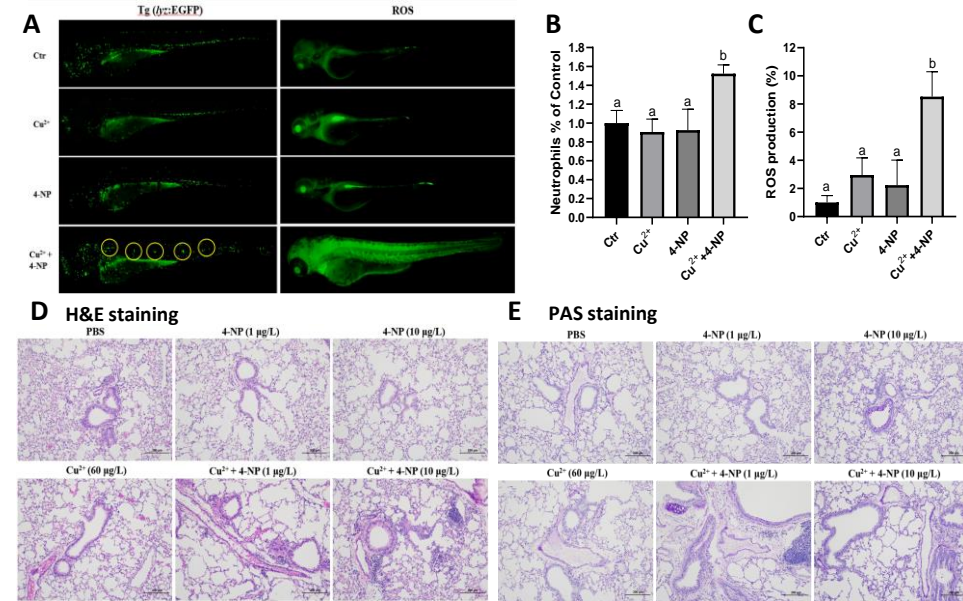 A
Tg (lyz:EGFP)
ROS
Ctr
Cu²⁺
4-NP
Cu²⁺ +
4-NP
B
Neutrophils % of Control
1.8
1.6
1.4
1.2
1.0
0.8
0.6
0.4
0.2
0.0
a
a
a
b
Ctr
Cu²⁺
4-NP
Cu²⁺+4-NP
C
ROS production (%)
12
10
8
6
4
2
0
a
a
a
b
Ctr
Cu²⁺
4-NP
Cu²⁺+4-NP
D H&E staining
PBS
4-NP (1 µg/L)
4-NP (10 µg/L)
Cu²⁺ (60 µg/L)
Cu²⁺ + 4-NP (1 µg/L)
Cu²⁺ + 4-NP (10 µg/L)
E PAS staining
PBS
4-NP (1 µg/L)
4-NP (10 µg/L)
Cu²⁺ (60 µg/L)
Cu²⁺ + 4-NP (1 µg/L)
Cu²⁺ + 4-NP (10 µg/L)